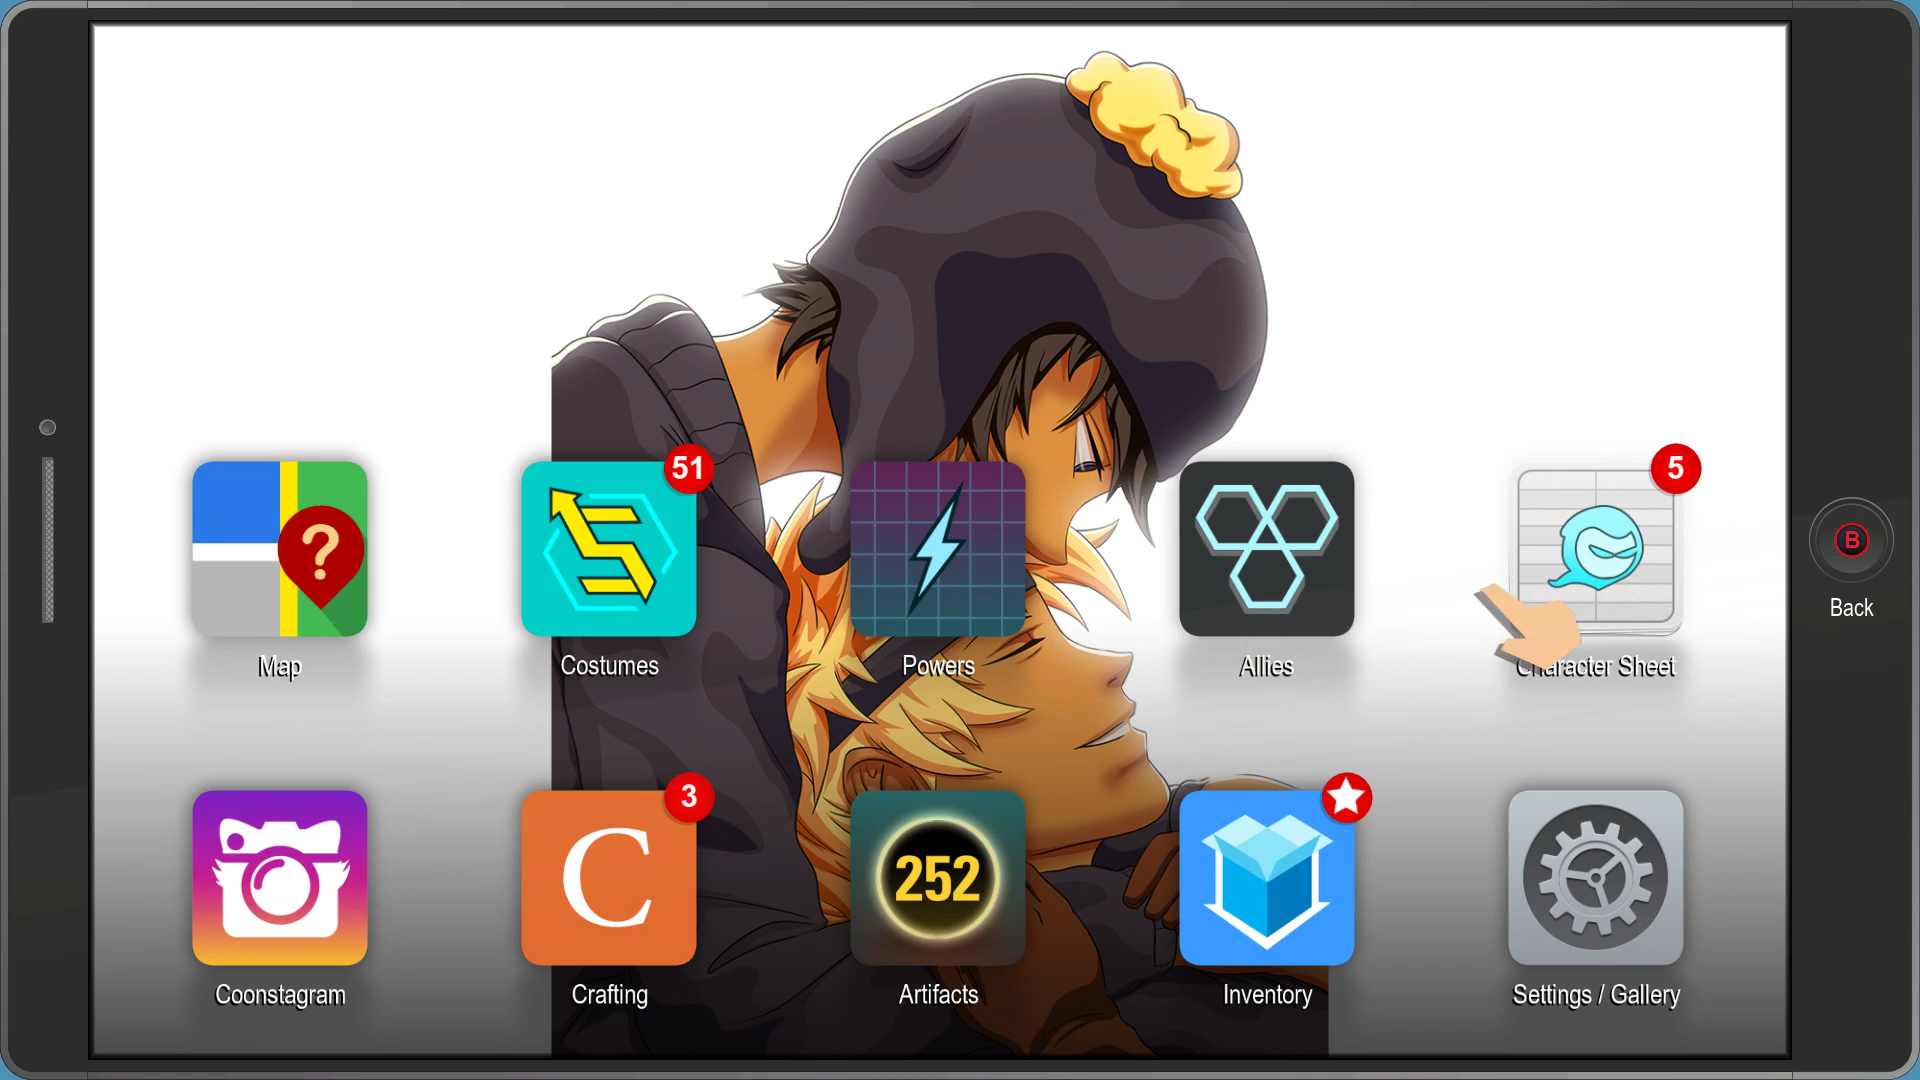 51
5
?
Map
Costumes
Powers
Allies
Character Sheet
B
Back
3
C
252
Coonstagram
Crafting
Artifacts
Inventory
Settings / Gallery